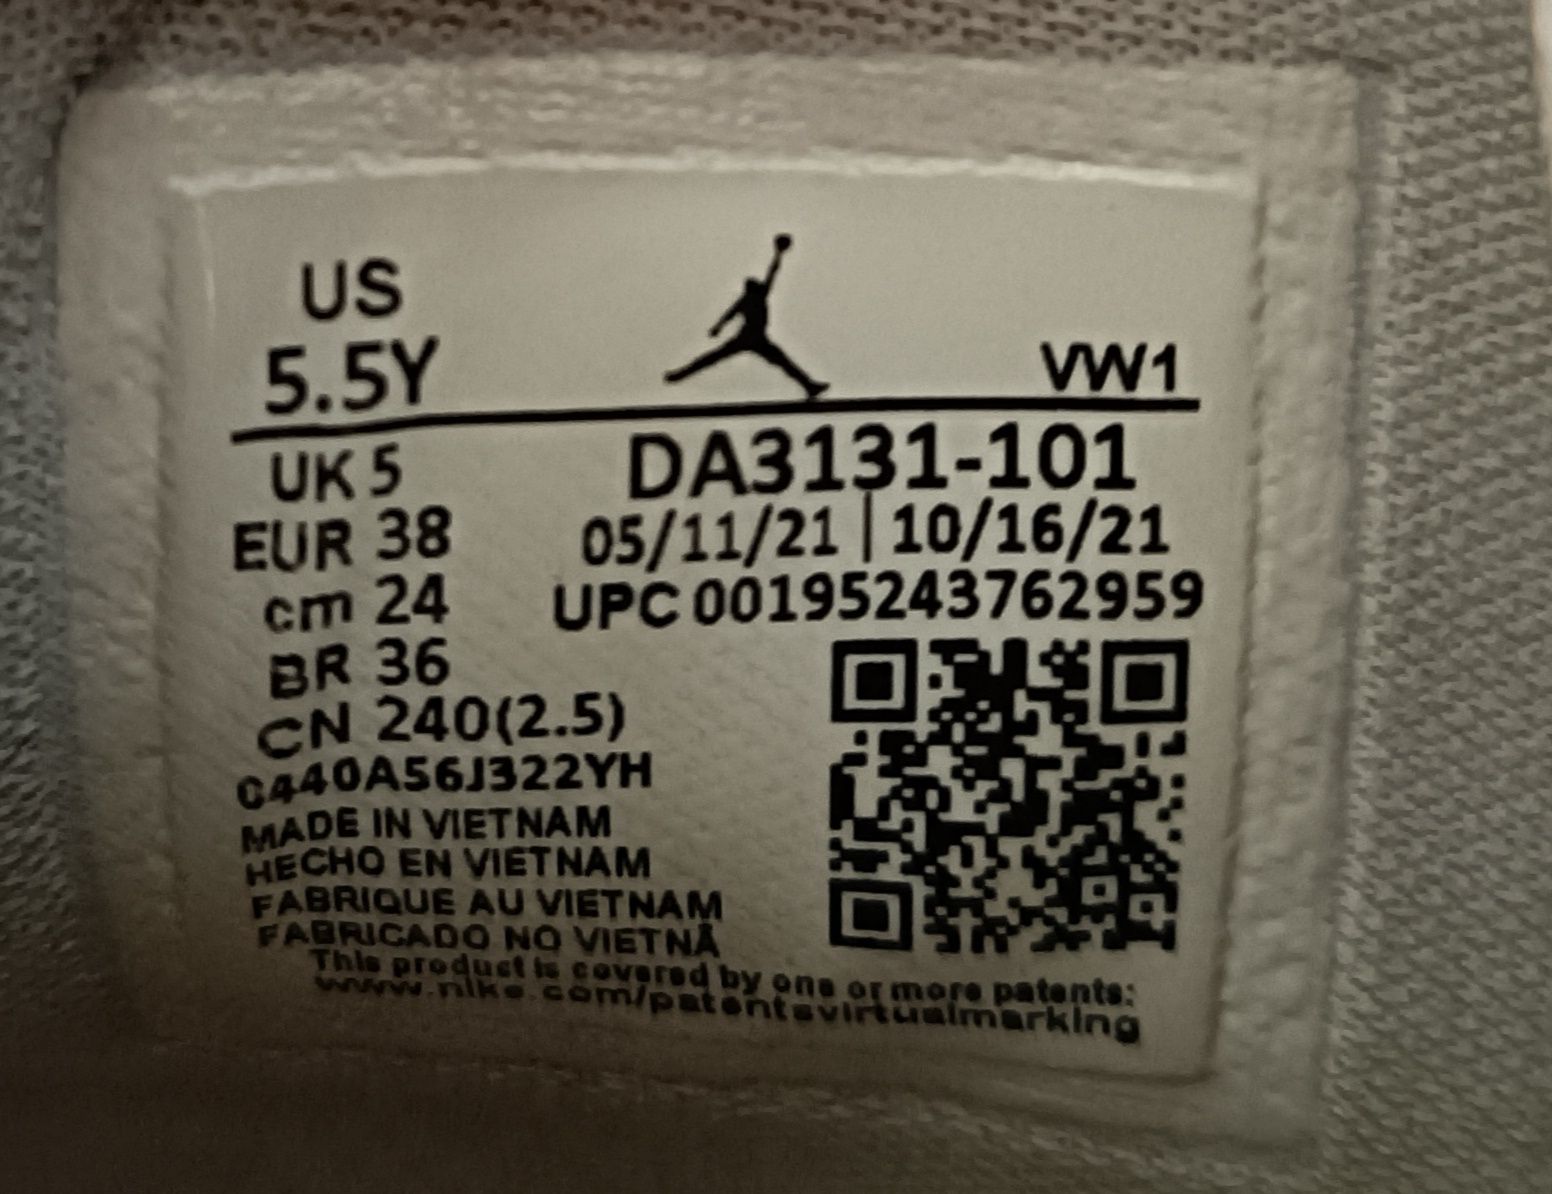 US
5.5Y
VW1
UK 5
DA3131-101
EUR 38
05/11/21 | 10/16/21
cm 24
UPC 00195243762959
BR 36
CN 240(2.5)
0440A56J322YH
MADE IN VIETNAM
HECHO EN VIETNAM
FABRIQUE AU VIETNAM
FABRICADO NO VIETNÃ
This product is covered by one or more patents:
www.nike.com/patentsvirtualmarking